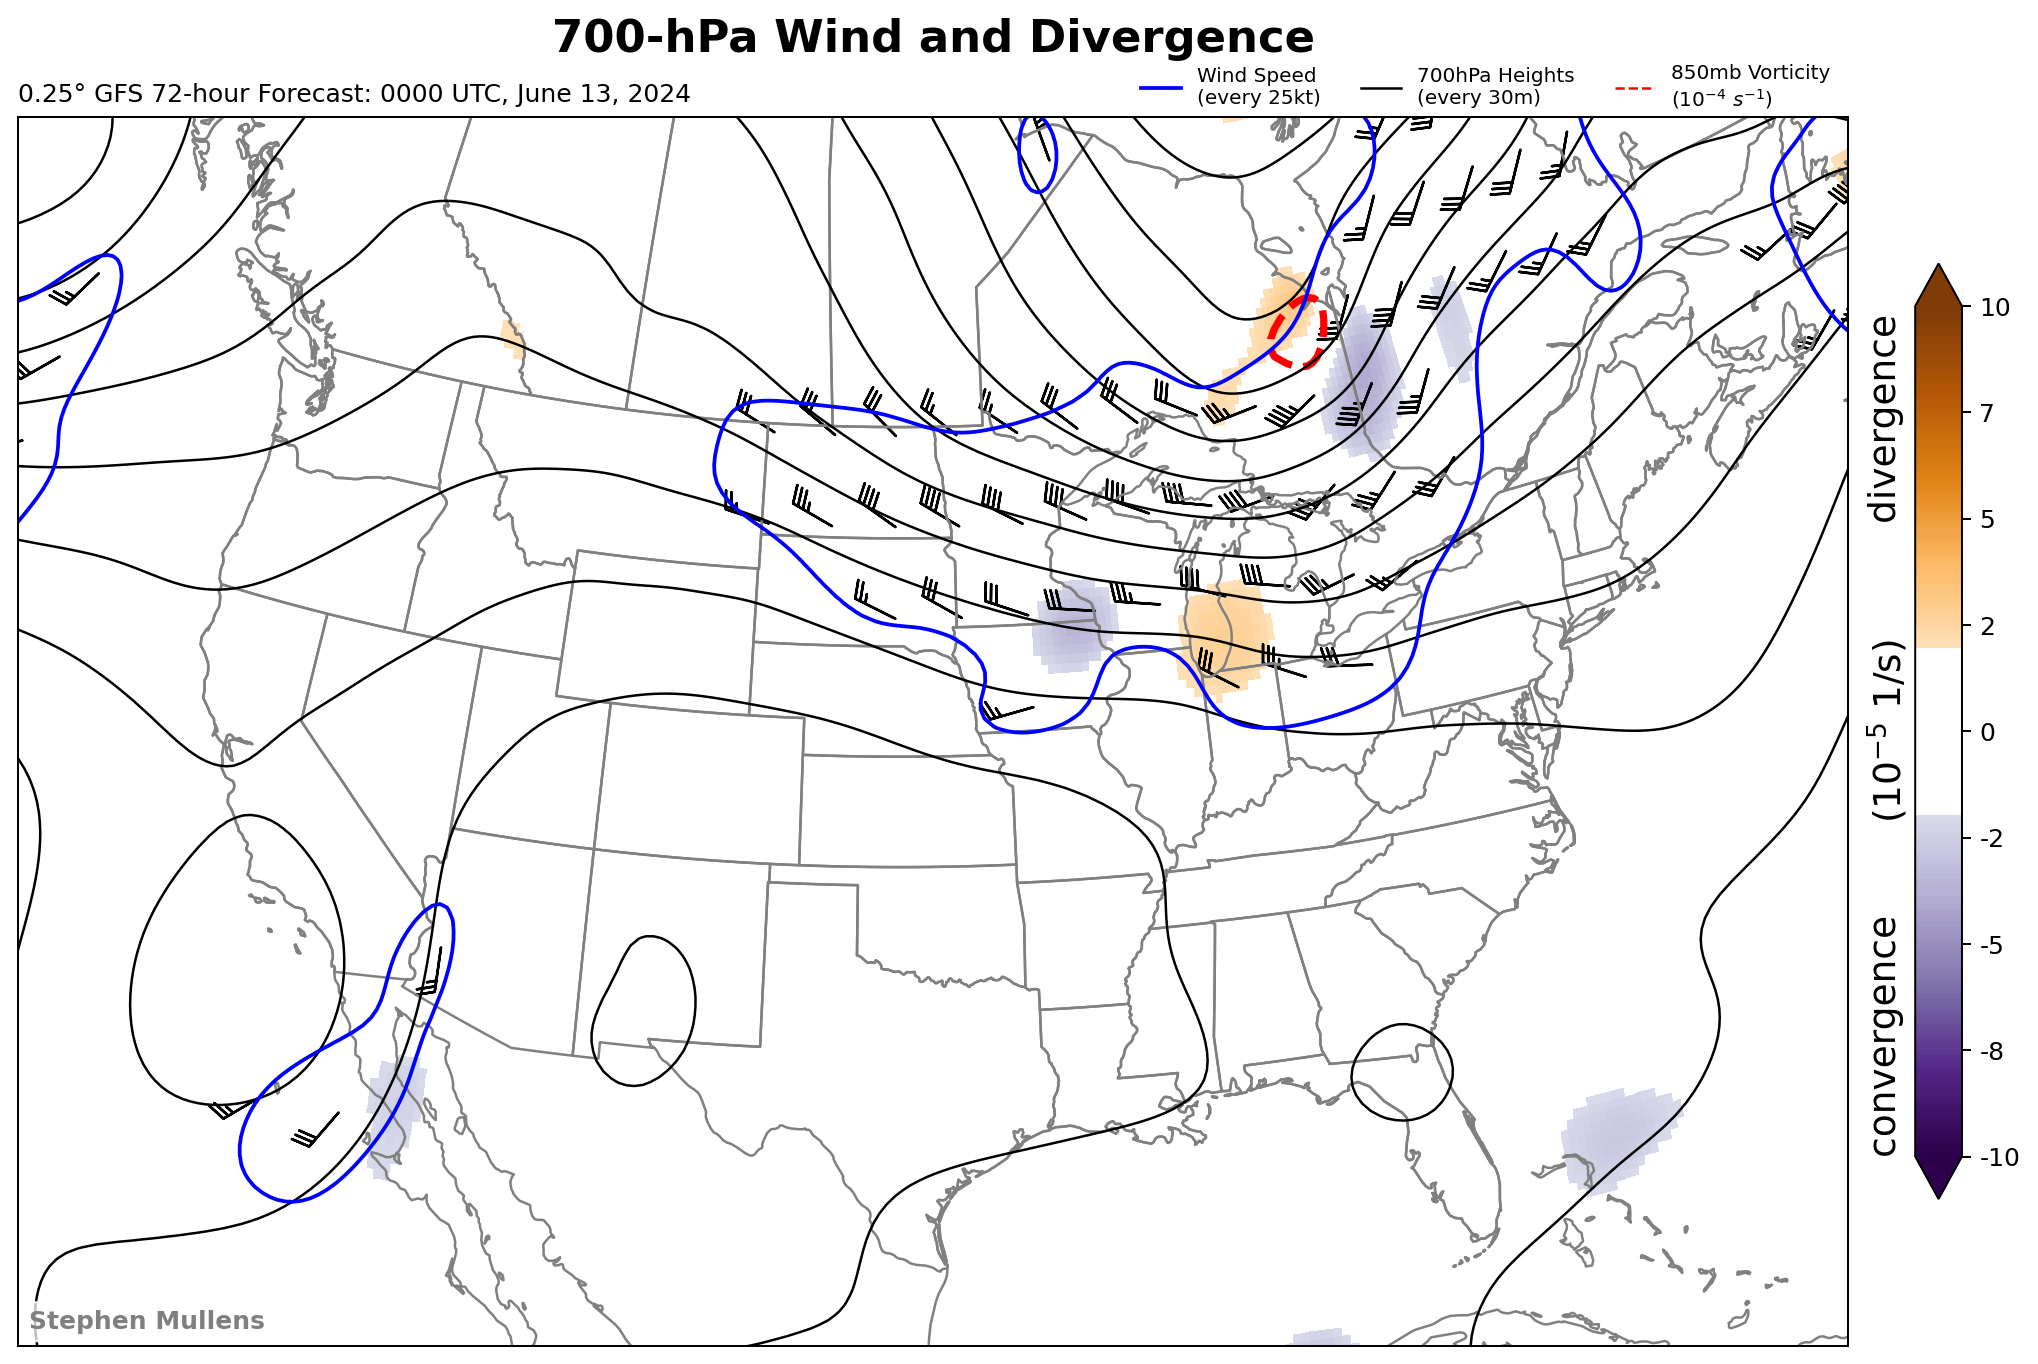 700-hPa Wind and Divergence
0.25° GFS 72-hour Forecast: 0000 UTC, June 13, 2024
Wind Speed
(every 25kt)
700hPa Heights
(every 30m)
850mb Vorticity
(10⁻⁴ s⁻¹)
10
7
5
2
0
-2
-5
-8
-10
convergence (10⁻⁵ 1/s) divergence
Stephen Mullens